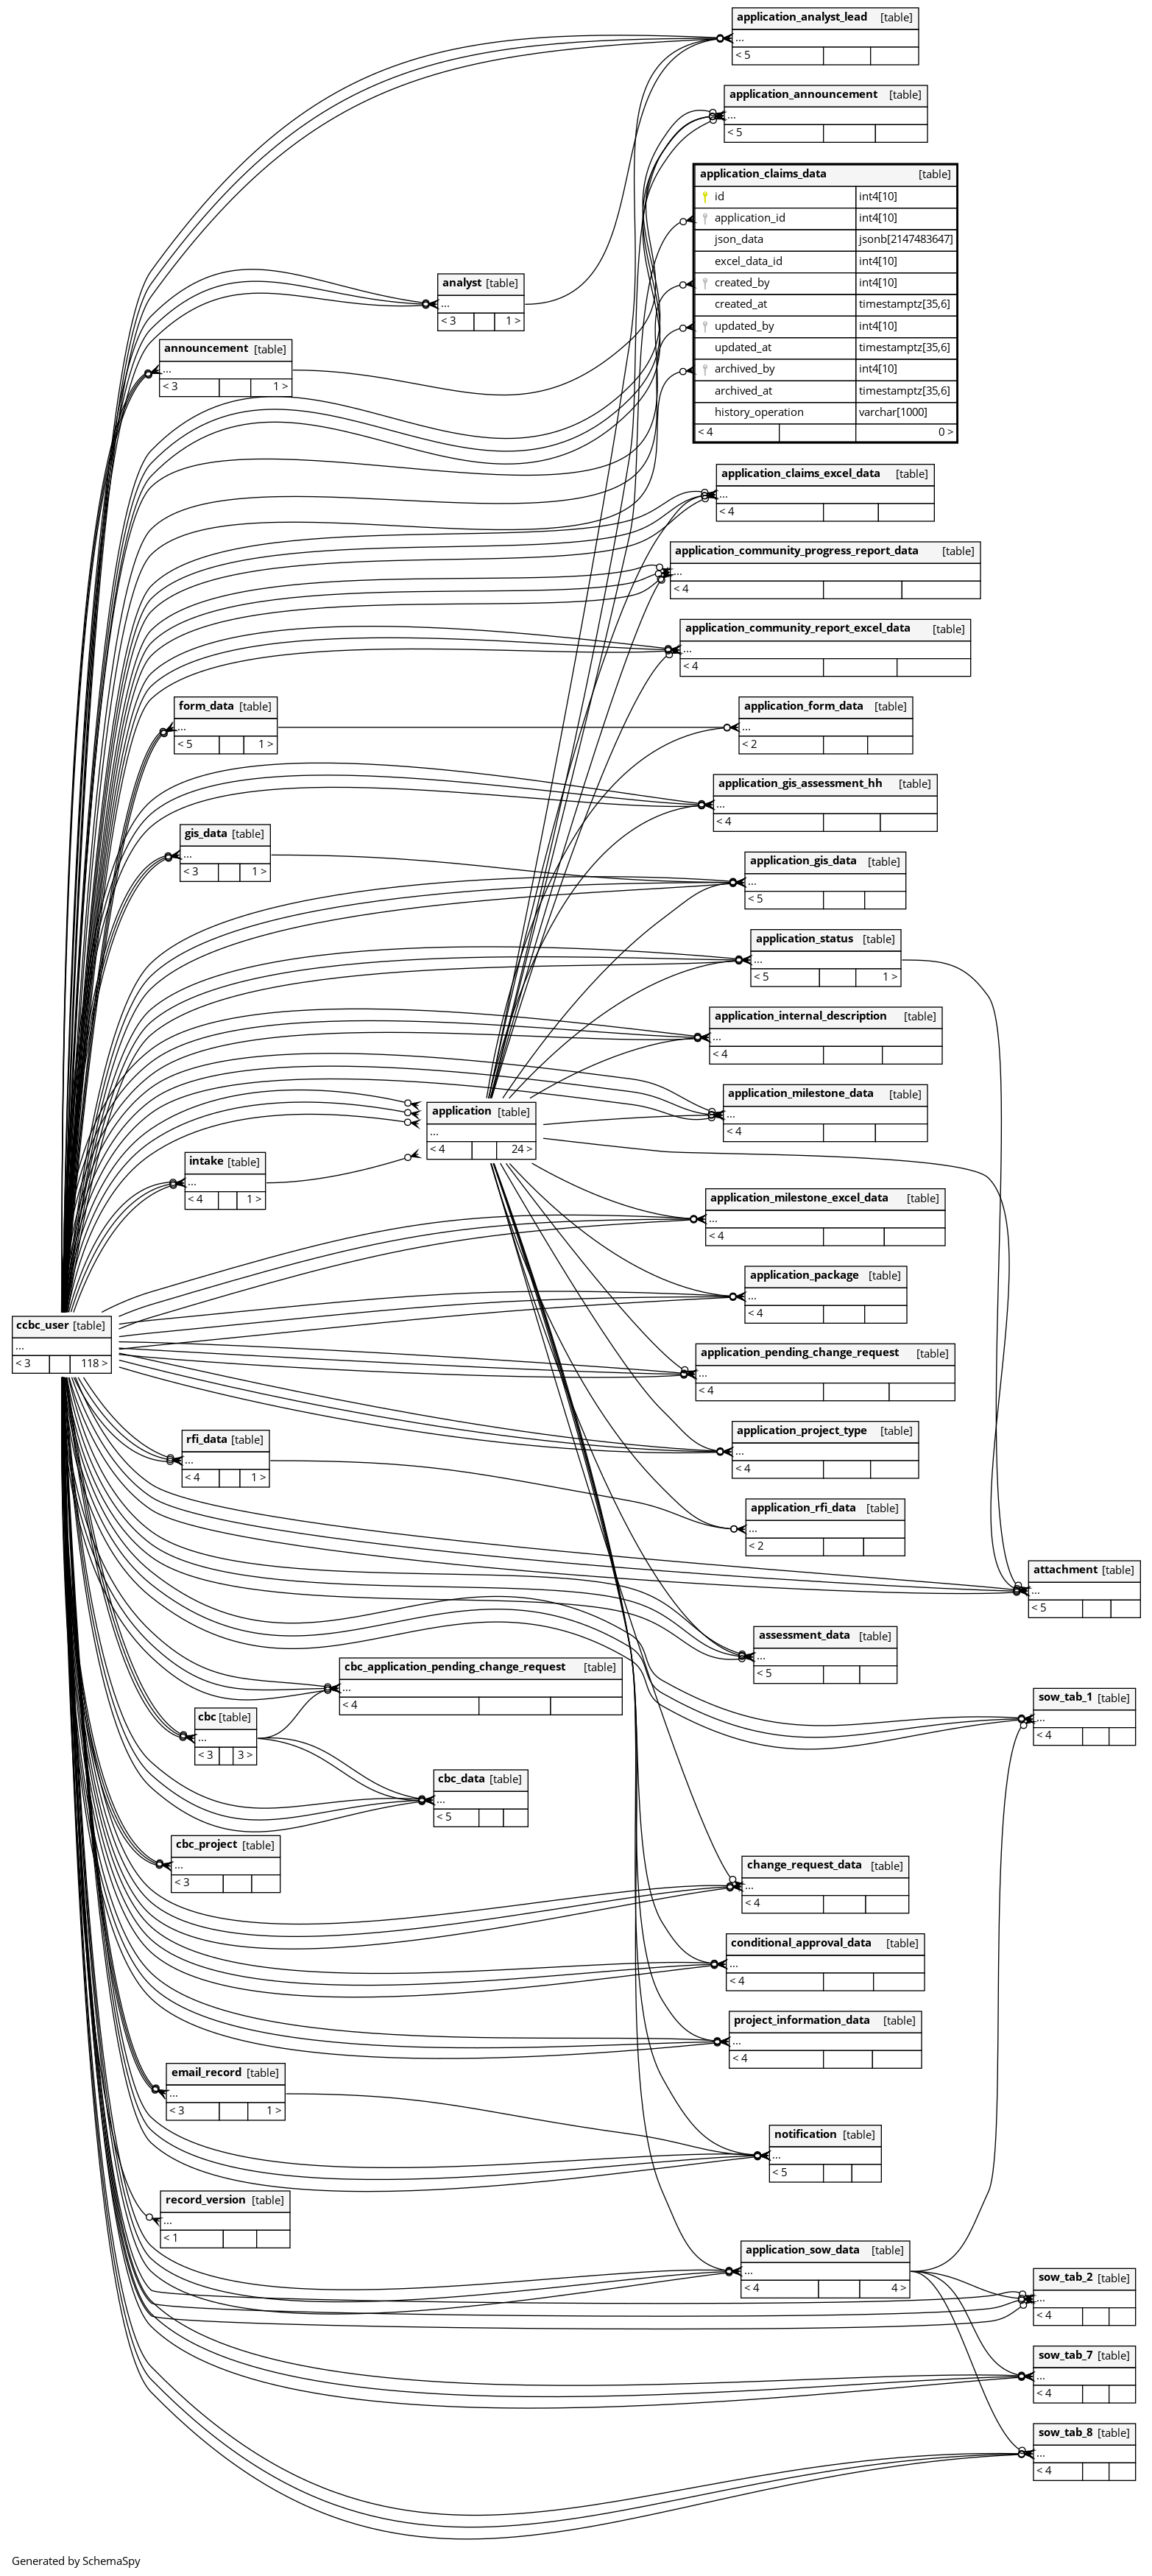 application_analyst_lead [table]
...
< 5
application_announcement [table]
...
< 5
application_claims_data [table]
id int4[10]
application_id int4[10]
json_data jsonb[2147483647]
excel_data_id int4[10]
created_by int4[10]
created_at timestamptz[35,6]
updated_by int4[10]
updated_at timestamptz[35,6]
archived_by int4[10]
archived_at timestamptz[35,6]
history_operation varchar[1000]
< 4 0 >
analyst [table]
...
< 3 1 >
announcement [table]
...
< 3 1 >
application_claims_excel_data [table]
...
< 4
application_community_progress_report_data [table]
...
< 4
application_community_report_excel_data [table]
...
< 4
form_data [table]
...
< 5 1 >
application_form_data [table]
...
< 2
application_gis_assessment_hh [table]
...
< 4
gis_data [table]
...
< 3 1 >
application_gis_data [table]
...
< 5
application_status [table]
...
< 5 1 >
application_internal_description [table]
...
< 4
application_milestone_data [table]
...
< 4
application [table]
...
< 4 24 >
intake [table]
...
< 4 1 >
application_milestone_excel_data [table]
...
< 4
application_package [table]
...
< 4
ccbc_user [table]
...
< 3 118 >
application_pending_change_request [table]
...
< 4
application_project_type [table]
...
< 4
rfi_data [table]
...
< 4 1 >
application_rfi_data [table]
...
< 2
attachment [table]
...
< 5
assessment_data [table]
...
< 5
cbc_application_pending_change_request [table]
...
< 4
sow_tab_1 [table]
...
< 4
cbc [table]
...
< 3 3 >
cbc_data [table]
...
< 5
cbc_project [table]
...
< 3
change_request_data [table]
...
< 4
conditional_approval_data [table]
...
< 4
project_information_data [table]
...
< 4
email_record [table]
...
< 3 1 >
notification [table]
...
< 5
record_version [table]
...
< 1
application_sow_data [table]
...
< 4 4 >
sow_tab_2 [table]
...
< 4
sow_tab_7 [table]
...
< 4
sow_tab_8 [table]
...
< 4
Generated by SchemaSpy